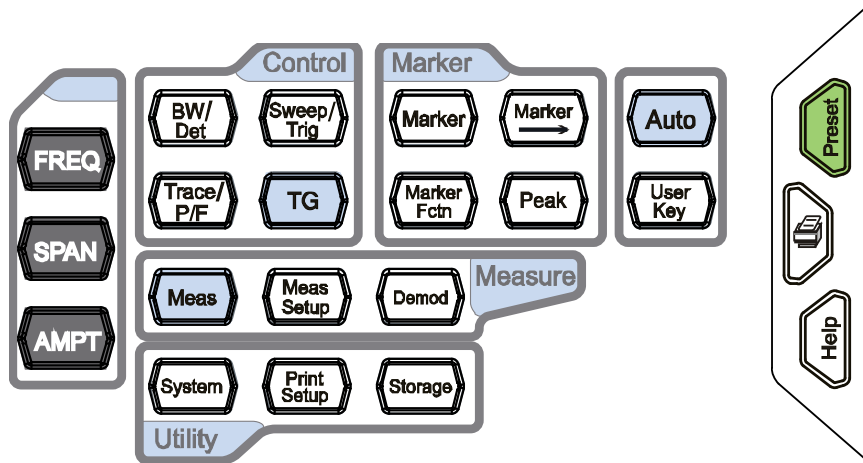 FREQ
SPAN
AMPT
Control
BW/
Det
Sweep/
Trig
Trace/
P/F
TG
Marker
Marker
Marker
Marker
Fctn
Peak
Auto
User
Key
Meas
Meas
Setup
Demod
Measure
System
Print
Setup
Storage
Utility
Preset
Help